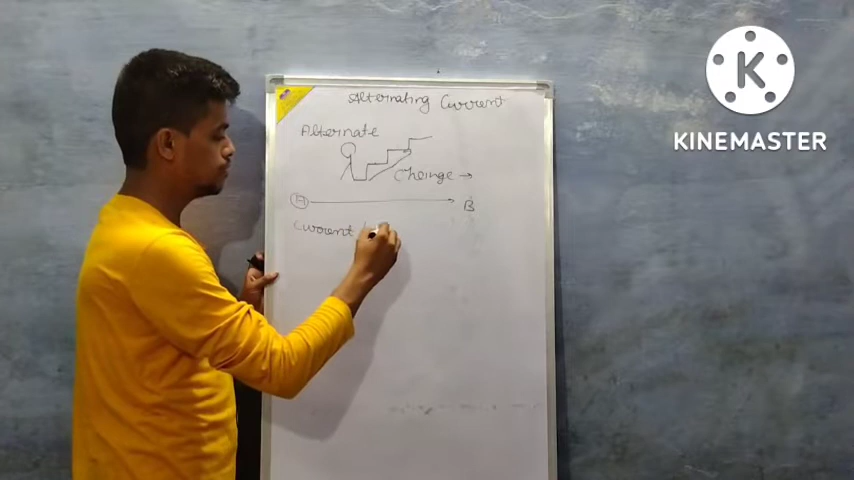 Alternating Current
Alternate
Change →
A → B
Current
K
KINEMASTER